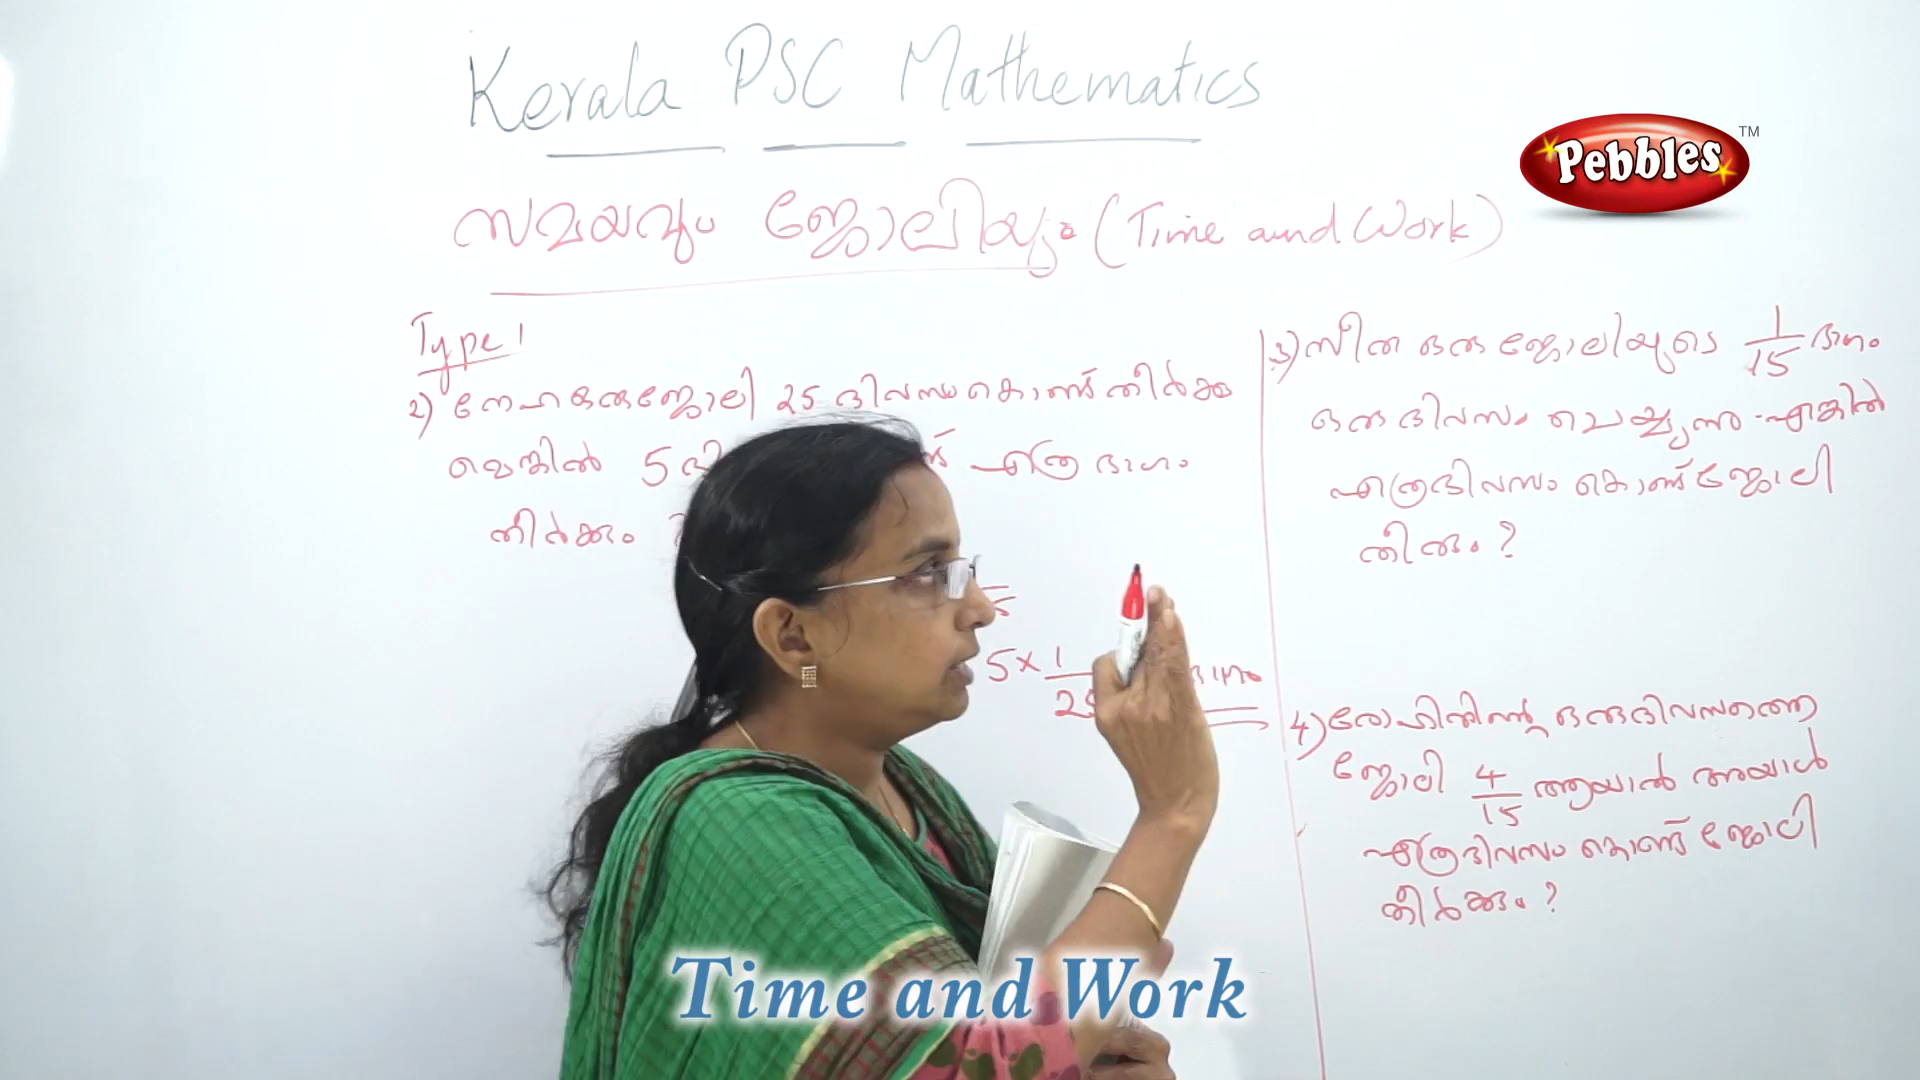 Kerala PSC Mathematics
Pebbles TM
സമയവും ജോലിയും (Time and Work)
Type 1
2) നേഹ ഒരു ജോലി 25 ദിവസം കൊണ്ട് തീർക്കു
മെങ്കിൽ 5 ദി എത്ര ഭാഗം
തീർക്കും
5 × 1/25 ഭാഗം
3) സീത ഒരു ജോലിയുടെ 1/15 ഭാഗം
ഒരു ദിവസം ചെയ്യുന്നു എങ്കിൽ
എത്ര ദിവസം കൊണ്ട് ജോലി
തീരും?
4) രോഹിതിന്റെ ഒരു ദിവസത്തെ
ജോലി 4/15 ആയാൽ അയാൾ
എത്ര ദിവസം കൊണ്ട് ജോലി
തീർക്കും?
Time and Work